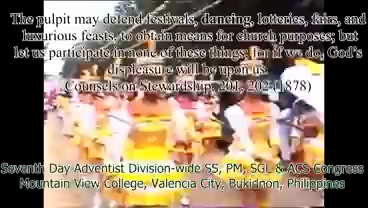 The pulpit may defend festivals, dancing, lotteries, fairs, and
luxurious feasts, to obtain means for church purposes; but
let us participate in none of these things; for if we do, God's
displeasure will be upon us.
Counsels on Stewardship, 201, 202 (1878)
Seventh Day Adventist Division-wide SS, PM, SGL & ACS Congress
Mountain View College, Valencia City, Bukidnon, Philippines